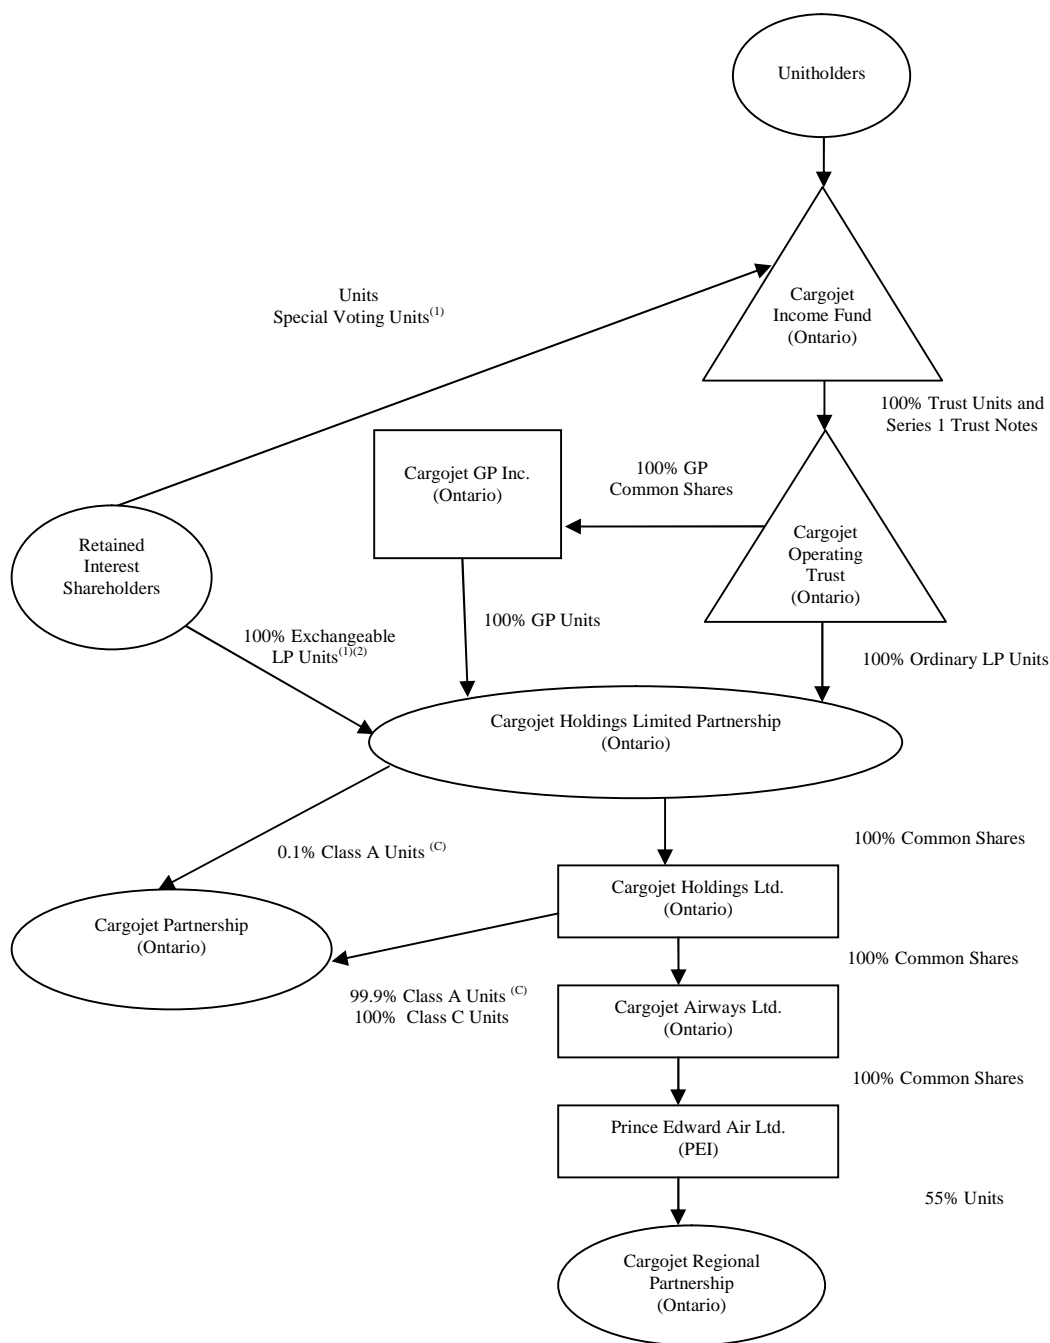 Unitholders
Units
Special Voting Units(1)
Cargojet
Income Fund
(Ontario)
100% Trust Units and
Series 1 Trust Notes
Cargojet GP Inc.
(Ontario)
100% GP
Common Shares
Retained
Interest
Shareholders
Cargojet
Operating
Trust
(Ontario)
100% GP Units
100% Exchangeable
LP Units(1)(2)
100% Ordinary LP Units
Cargojet Holdings Limited Partnership
(Ontario)
0.1% Class A Units (C)
100% Common Shares
Cargojet Holdings Ltd.
(Ontario)
Cargojet Partnership
(Ontario)
100% Common Shares
99.9% Class A Units (C)
100% Class C Units
Cargojet Airways Ltd.
(Ontario)
100% Common Shares
Prince Edward Air Ltd.
(PEI)
55% Units
Cargojet Regional
Partnership
(Ontario)